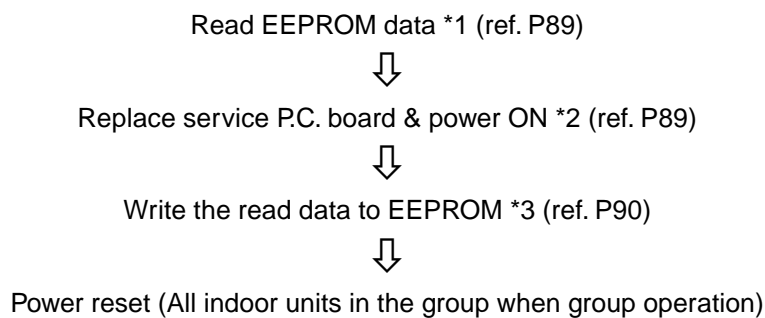 Read EEPROM data *1 (ref. P89)
Replace service P.C. board & power ON *2 (ref. P89)
Write the read data to EEPROM *3 (ref. P90)
Power reset (All indoor units in the group when group operation)